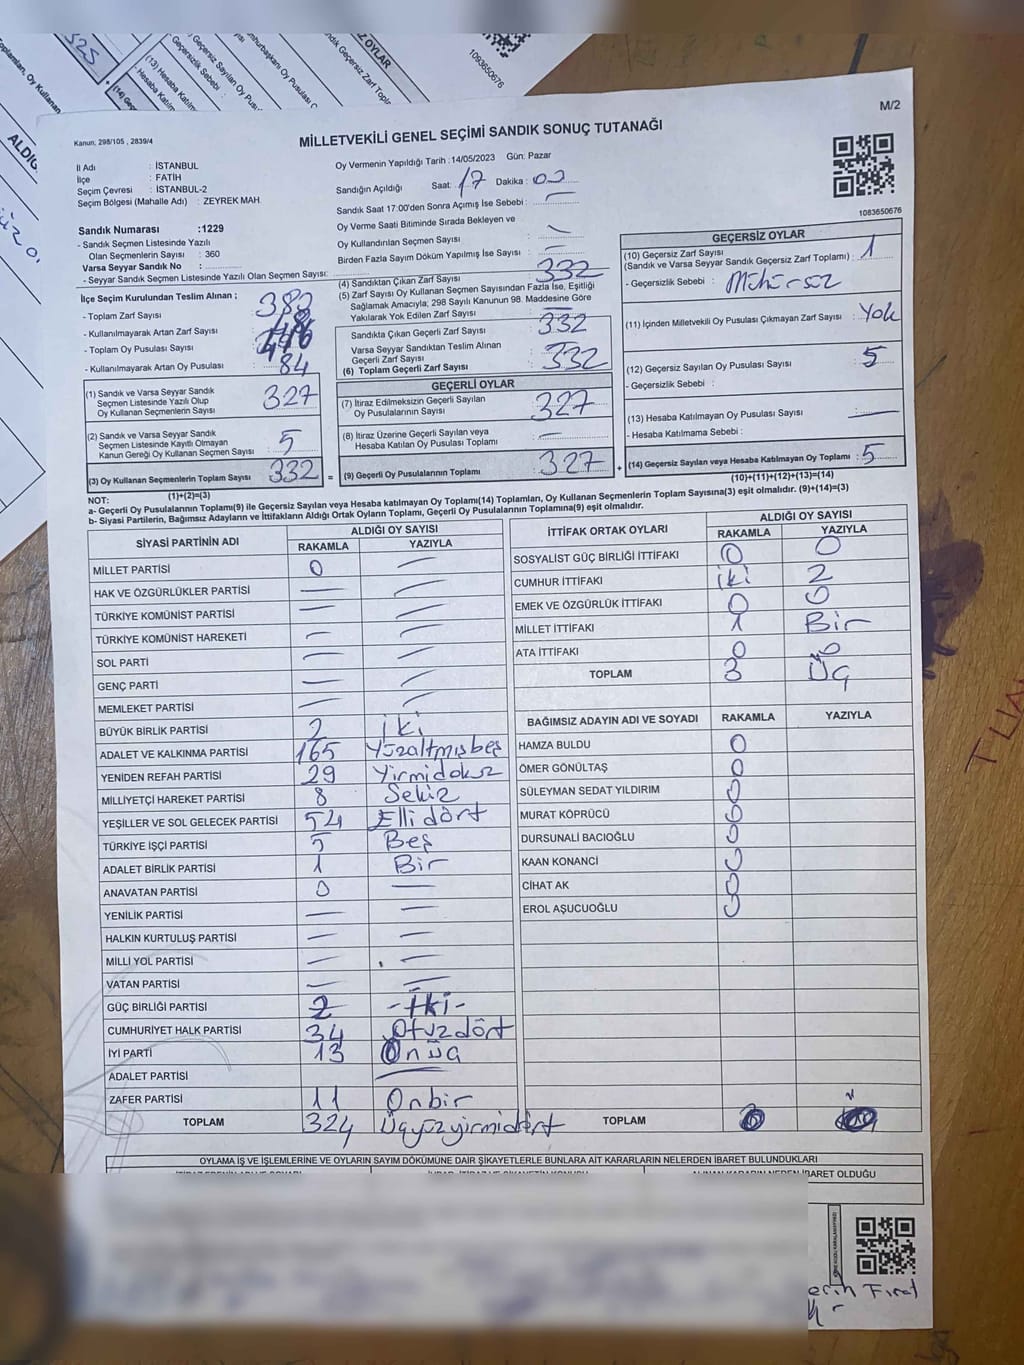 M/2
Kanun, 298/105 , 2839/4
MİLLETVEKİLİ GENEL SEÇİMİ SANDIK SONUÇ TUTANAĞI
İl Adı : İSTANBUL
İlçe : FATİH
Seçim Çevresi : İSTANBUL-2
Seçim Bölgesi (Mahalle Adı) : ZEYREK MAH.
Oy Vermenin Yapıldığı Tarih : 14/05/2023 Gün: Pazar
Sandığın Açıldığı Saat: 17 Dakika :
Sandık Saat 17:00'den Sonra Açımış İse Sebebi :
Oy Verme Saati Bitiminde Sırada Bekleyen ve
Oy Kullandırılan Seçmen Sayısı :
Birden Fazla Sayım Döküm Yapılmış İse Sayısı :
1083650676
Sandık Numarası :1229
- Sandık Seçmen Listesinde Yazılı
Olan Seçmenlerin Sayısı : 360
Varsa Seyyar Sandık No :
- Seyyar Sandık Seçmen Listesinde Yazılı Olan Seçmen Sayısı:
İlçe Seçim Kurulundan Teslim Alınan ;
- Toplam Zarf Sayısı :
- Kullanılmayarak Artan Zarf Sayısı :
- Toplam Oy Pusulası Sayısı :
- Kullanılmayarak Artan Oy Pusulası : 84
(1) Sandık ve Varsa Seyyar Sandık
Seçmen Listesinde Yazılı Olup
Oy Kullanan Seçmenlerin Sayısı : 327
(2) Sandık ve Varsa Seyyar Sandık
Seçmen Listesinde Kayıtlı Olmayan
Kanun Gereği Oy Kullanan Seçmen Sayısı : 5
(3) Oy Kullanan Seçmenlerin Toplam Sayısı : 332
(1)+(2)=(3)
(4) Sandıktan Çıkan Zarf Sayısı : 332
(5) Zarf Sayısı Oy Kullanan Seçmen Sayısından Fazla İse, Eşitliği
Sağlamak Amacıyla; 298 Sayılı Kanunun 98. Maddesine Göre
Yakılarak Yok Edilen Zarf Sayısı :
Sandıkta Çıkan Geçerli Zarf Sayısı : 332
Varsa Seyyar Sandıktan Teslim Alınan
Geçerli Zarf Sayısı :
(6) Toplam Geçerli Zarf Sayısı : 332
GEÇERLİ OYLAR
(7) İtiraz Edilmeksizin Geçerli Sayılan
Oy Pusulalarının Sayısı : 327
(8) İtiraz Üzerine Geçerli Sayılan veya
Hesaba Katılan Oy Pusulası Toplamı :
(9) Geçerli Oy Pusulalarının Toplamı : 327
GEÇERSİZ OYLAR
(10) Geçersiz Zarf Sayısı
(Sandık ve Varsa Seyyar Sandık Geçersiz Zarf Toplamı) : 1
- Geçersizlik Sebebi : Mühürsüz
(11) İçinden Milletvekili Oy Pusulası Çıkmayan Zarf Sayısı : Yok
(12) Geçersiz Sayılan Oy Pusulası Sayısı : 5
- Geçersizlik Sebebi :
(13) Hesaba Katılmayan Oy Pusulası Sayısı :
- Hesaba Katılmama Sebebi :
(14) Geçersiz Sayılan veya Hesaba Katılmayan Oy Toplamı : 5
(10)+(11)+(12)+(13)=(14)
NOT:
a- Geçerli Oy Pusulalarının Toplamı(9) ile Geçersiz Sayılan veya Hesaba katılmayan Oy Toplamı(14) Toplamları, Oy Kullanan Seçmenlerin Toplam Sayısına(3) eşit olmalıdır. (9)+(14)=(3)
b- Siyasi Partilerin, Bağımsız Adayların ve İttifakların Aldığı Ortak Oyların Toplamı, Geçerli Oy Pusulalarının Toplamına(9) eşit olmalıdır.
SİYASİ PARTİNİN ADI ALDIĞI OY SAYISI
RAKAMLA YAZIYLA
MİLLET PARTİSİ 0 —
HAK VE ÖZGÜRLÜKLER PARTİSİ — —
TÜRKİYE KOMÜNİST PARTİSİ — —
TÜRKİYE KOMÜNİST HAREKETİ — —
SOL PARTİ — —
GENÇ PARTİ — —
MEMLEKET PARTİSİ — —
BÜYÜK BİRLİK PARTİSİ 2 iki
ADALET VE KALKINMA PARTİSİ 165 Yüzaltmışbeş
YENİDEN REFAH PARTİSİ 29 Yirmidokuz
MİLLİYETÇİ HAREKET PARTİSİ 8 Sekiz
YEŞİLLER VE SOL GELECEK PARTİSİ 54 Ellidört
TÜRKİYE İŞÇİ PARTİSİ 5 Beş
ADALET BİRLİK PARTİSİ 1 Bir
ANAVATAN PARTİSİ 0 —
YENİLİK PARTİSİ — —
HALKIN KURTULUŞ PARTİSİ — —
MİLLİ YOL PARTİSİ — —
VATAN PARTİSİ — —
GÜÇ BİRLİĞİ PARTİSİ 2 -İki-
CUMHURİYET HALK PARTİSİ 34 Otuzdört
İYİ PARTİ 13 Onüç
ADALET PARTİSİ —
ZAFER PARTİSİ 11 Onbir
TOPLAM 324 Üçyüzyirmidört
İTTİFAK ORTAK OYLARI ALDIĞI OY SAYISI
RAKAMLA YAZIYLA
SOSYALİST GÜÇ BİRLİĞİ İTTİFAKI 0 0
CUMHUR İTTİFAKI iki 2
EMEK VE ÖZGÜRLÜK İTTİFAKI 0 0
MİLLET İTTİFAKI 1 Bir
ATA İTTİFAKI 0 0
TOPLAM 3 Üç
BAĞIMSIZ ADAYIN ADI VE SOYADI RAKAMLA YAZIYLA
HAMZA BULDU 0
ÖMER GÖNÜLTAŞ 0
SÜLEYMAN SEDAT YILDIRIM 0
MURAT KÖPRÜCÜ 0
DURSUNALİ BACIOĞLU 0
KAAN KONANCİ 0
CİHAT AK 0
EROL AŞUCUOĞLU 0
TOPLAM
OYLAMA İŞ VE İŞLEMLERİNE VE OYLARIN SAYIM DÖKÜMÜNE DAİR ŞİKAYETLERLE BUNLARA AİT KARARLARIN NELERDEN İBARET BULUNDUKLARI
1093650676
525